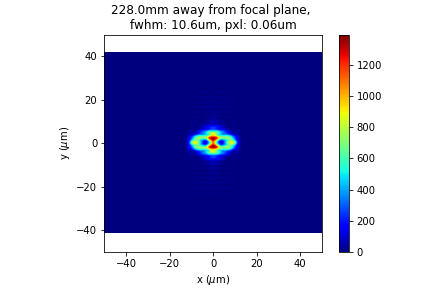 228.0mm away from focal plane,
fwhm: 10.6um, pxl: 0.06um
40
20
0
−20
−40
y (μm)
−40 −20 0 20 40
x (μm)
1200
1000
800
600
400
200
0